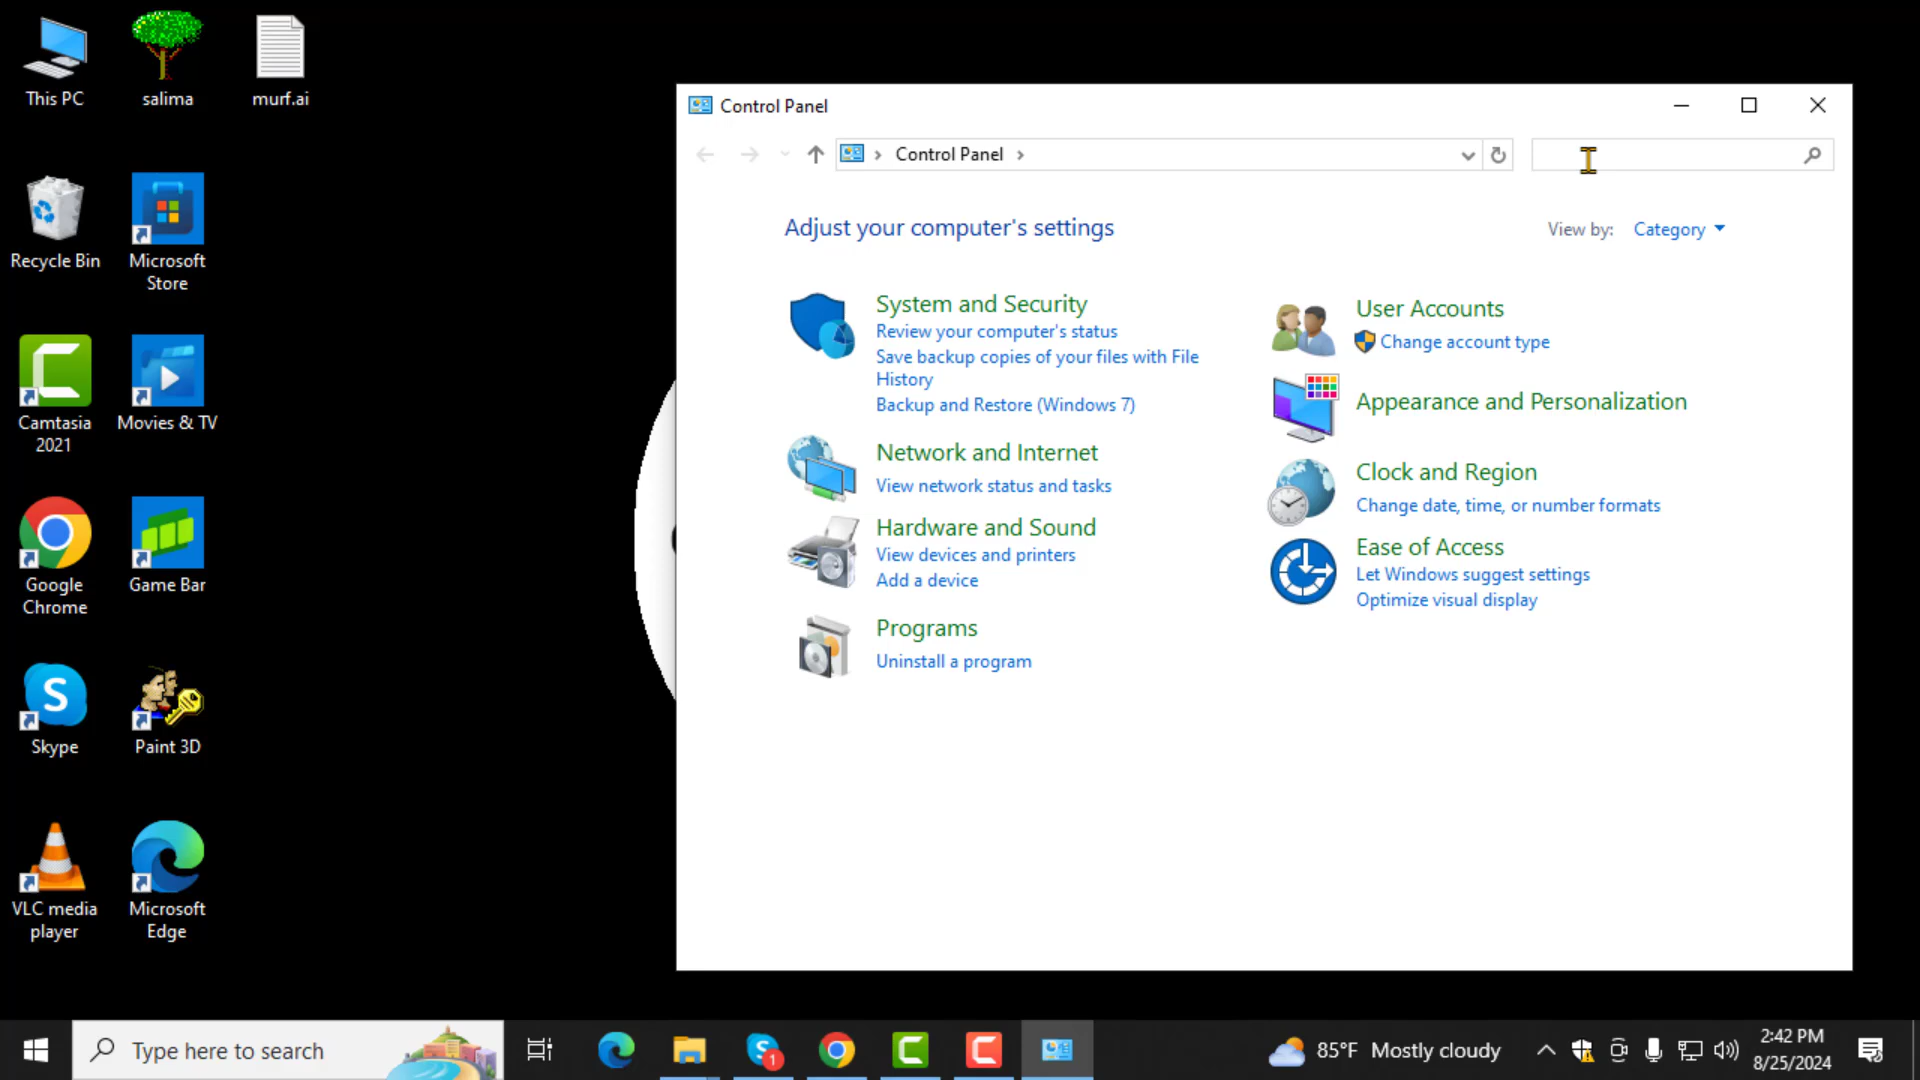 This PC
salima
murf.ai
Recycle Bin
Microsoft
Store
Camtasia
2021
Movies & TV
Google
Chrome
Game Bar
Skype
Paint 3D
VLC media
player
Microsoft
Edge
Control Panel
Control Panel
Adjust your computer's settings
View by: Category
System and Security
Review your computer's status
Save backup copies of your files with File
History
Backup and Restore (Windows 7)
Network and Internet
View network status and tasks
Hardware and Sound
View devices and printers
Add a device
Programs
Uninstall a program
User Accounts
Change account type
Appearance and Personalization
Clock and Region
Change date, time, or number formats
Ease of Access
Let Windows suggest settings
Optimize visual display
Type here to search
1
85°F Mostly cloudy
2:42 PM
8/25/2024